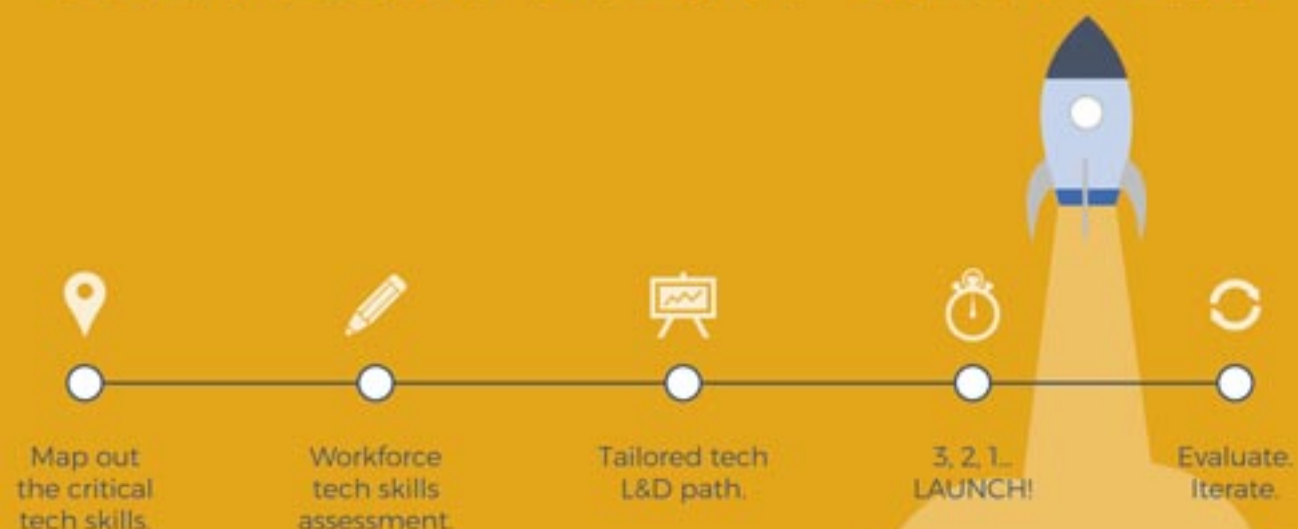 Map out
the critical
tech skills.
Workforce
tech skills
assessment.
Tailored tech
L&D path.
3, 2, 1...
LAUNCH!
Evaluate.
Iterate.